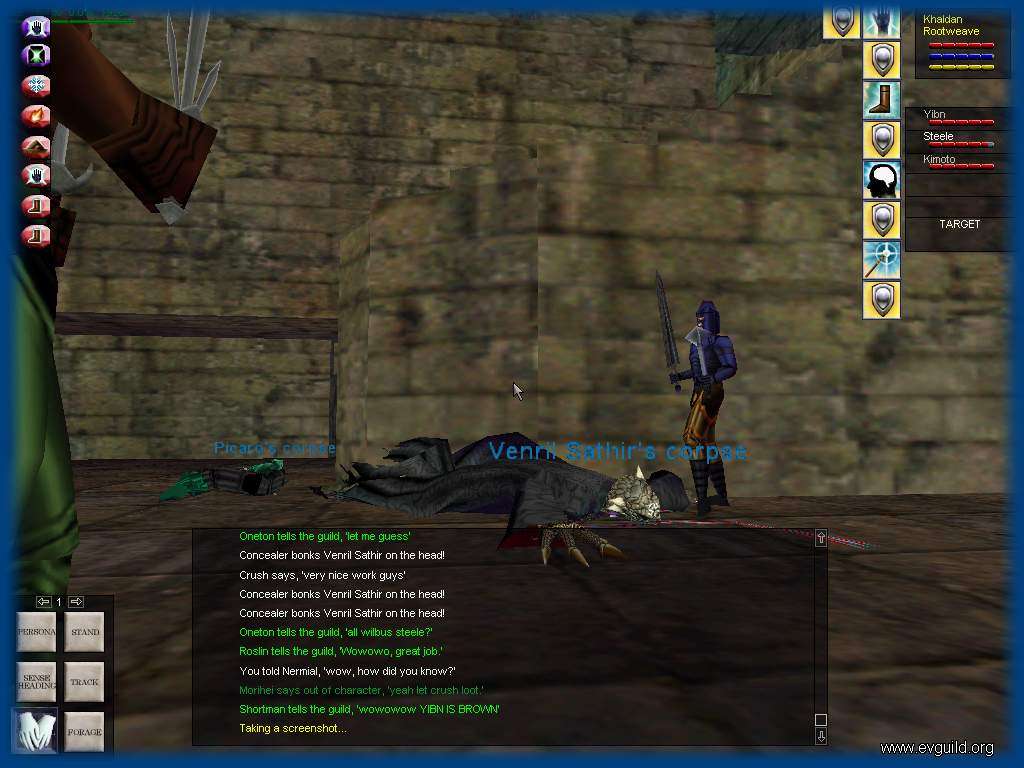 Khaldan
Rootweave
Yibn
Steele
Kimoto
TARGET
Picaro's corpse
Venril Sathir's corpse
Oneton tells the guild, 'let me guess'
Concealer bonks Venril Sathir on the head!
Crush says, 'very nice work guys'
Concealer bonks Venril Sathir on the head!
Concealer bonks Venril Sathir on the head!
Oneton tells the guild, 'all wilbus steele?'
Roslin tells the guild, 'Wowowo, great job.'
You told Nermial, 'wow, how did you know?'
Morihei says out of character, 'yeah let crush loot.'
Shortman tells the guild, 'wowowow YIBN IS BROWN'
Taking a screenshot...
1
PERSONA
STAND
SENSE
HEADING
TRACK
FORAGE
www.evguild.org